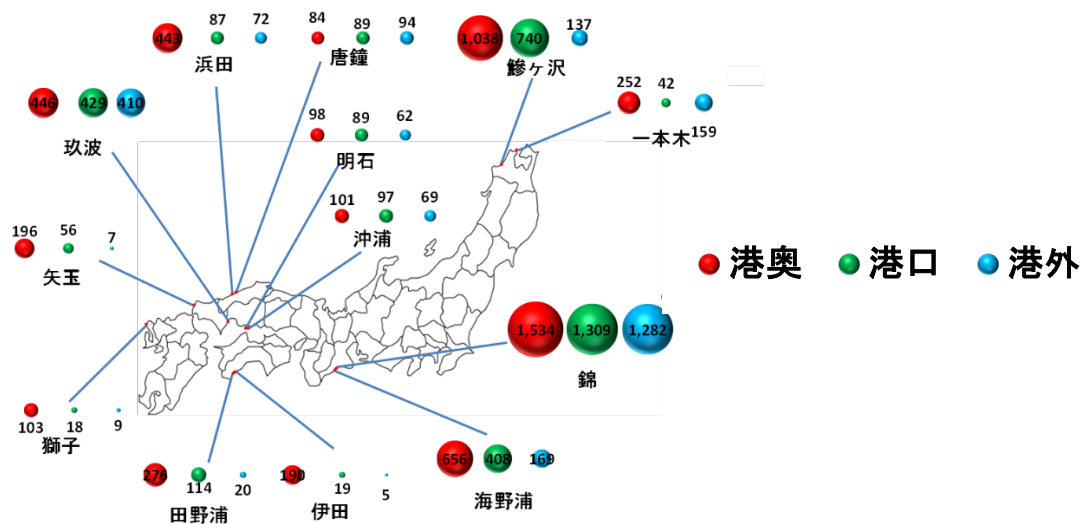 443 87 72
浜田
84 89 94
唐鐘
1,038 740 137
鰺ヶ沢
252 42 159
一本木
446 429 410
玖波
98 89 62
明石
101 97 69
沖浦
196 56 7
矢玉
港奥 港口 港外
1,534 1,309 1,282
錦
103 18 9
獅子
276 114 20
田野浦
190 19 5
伊田
656 408 169
海野浦